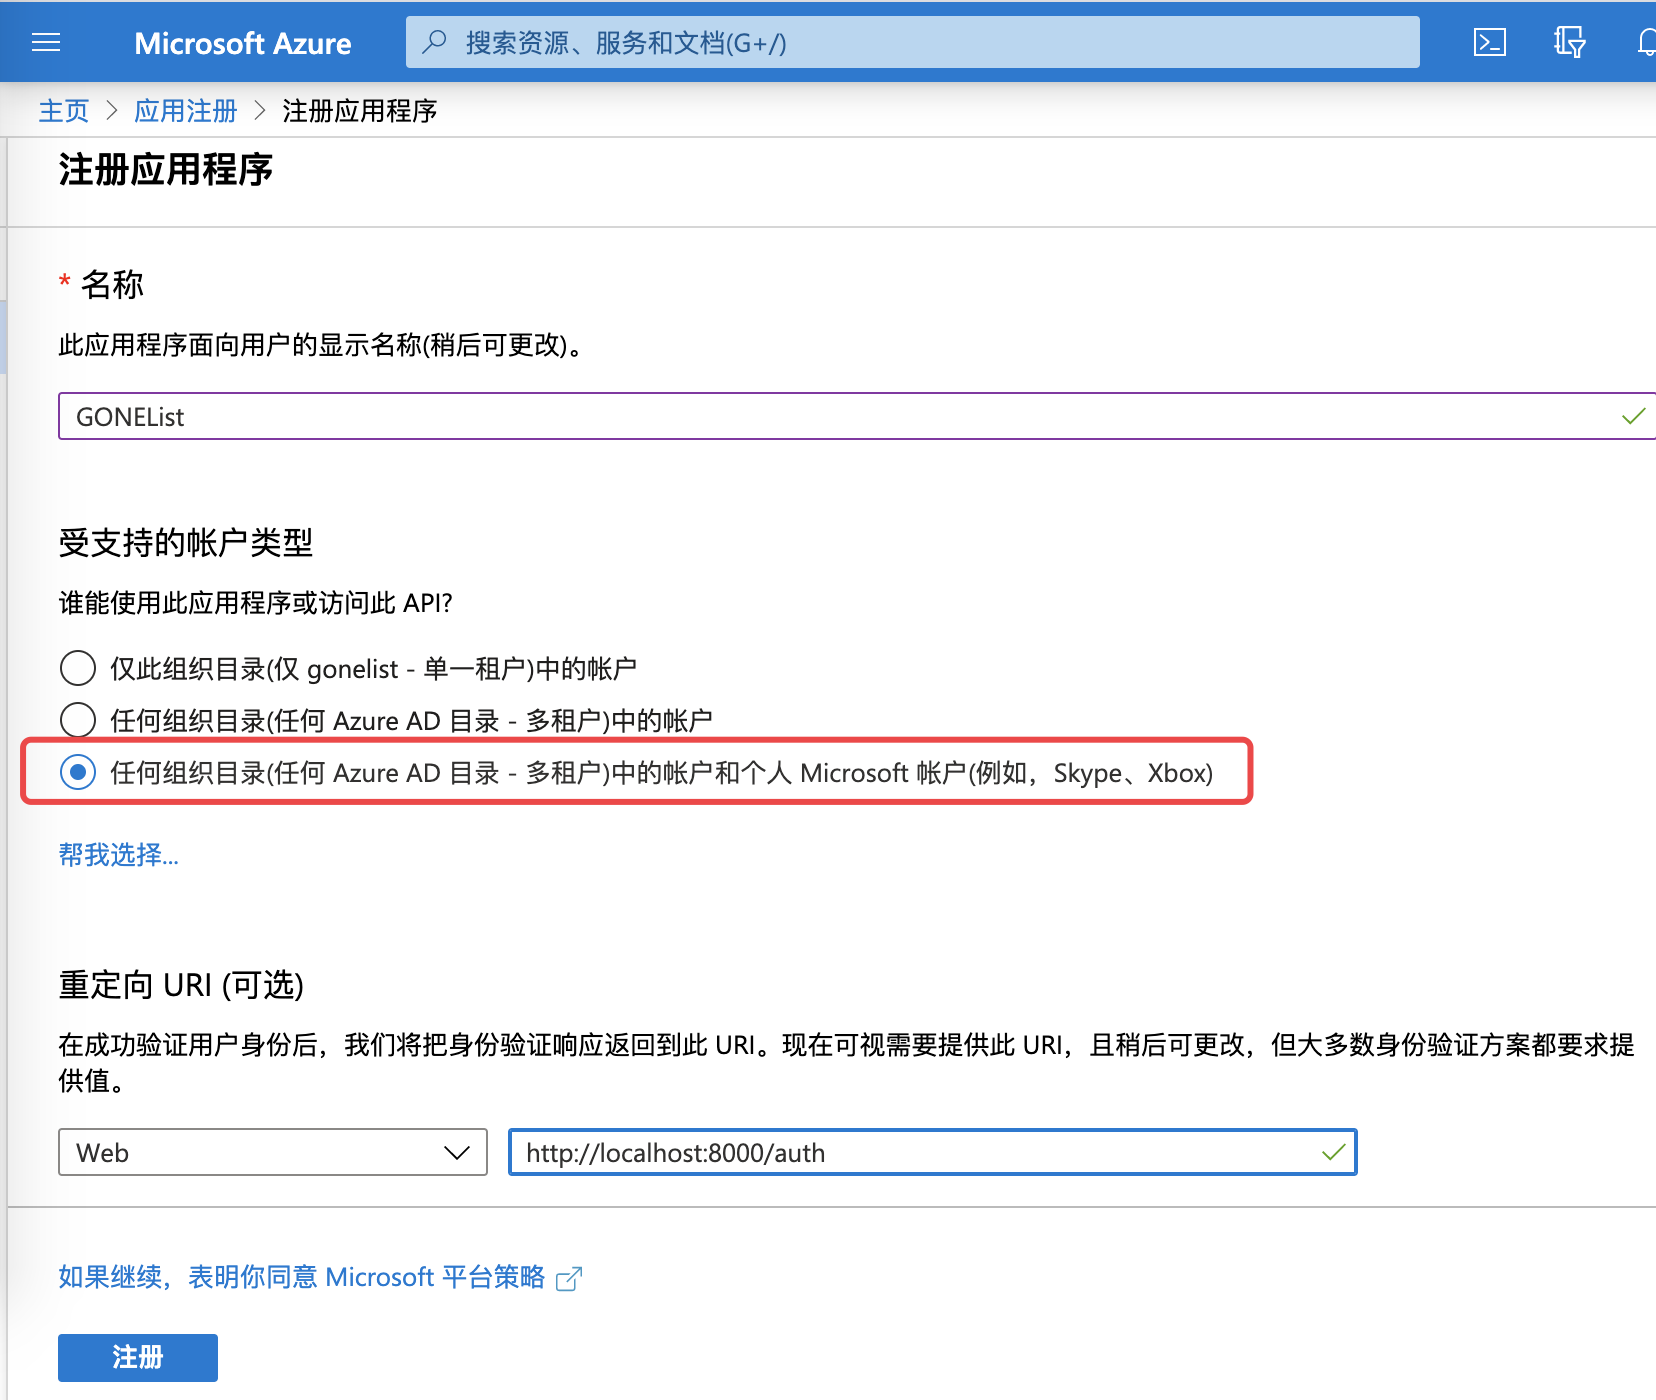 Microsoft Azure
搜索资源、服务和文档(G+/)
主页 > 应用注册 > 注册应用程序
注册应用程序
* 名称
此应用程序面向用户的显示名称(稍后可更改)。
GONEList
受支持的帐户类型
谁能使用此应用程序或访问此 API?
仅此组织目录(仅 gonelist - 单一租户)中的帐户
任何组织目录(任何 Azure AD 目录 - 多租户)中的帐户
任何组织目录(任何 Azure AD 目录 - 多租户)中的帐户和个人 Microsoft 帐户(例如，Skype、Xbox)
帮我选择...
重定向 URI (可选)
在成功验证用户身份后，我们将把身份验证响应返回到此 URI。现在可视需要提供此 URI，且稍后可更改，但大多数身份验证方案都要求提
供值。
Web
http://localhost:8000/auth
如果继续，表明你同意 Microsoft 平台策略
注册